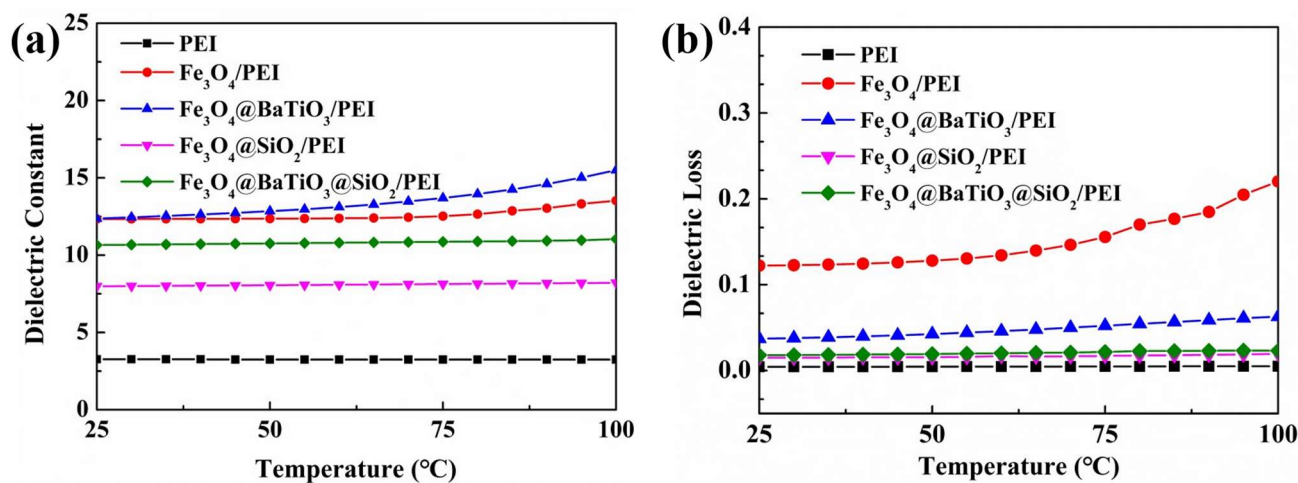 (a)
25
20
15
10
5
0
Dielectric Constant
PEI
Fe₃O₄/PEI
Fe₃O₄@BaTiO₃/PEI
Fe₃O₄@SiO₂/PEI
Fe₃O₄@BaTiO₃@SiO₂/PEI
25
50
75
100
Temperature (℃)
(b)
0.4
0.3
0.2
0.1
0.0
Dielectric Loss
PEI
Fe₃O₄/PEI
Fe₃O₄@BaTiO₃/PEI
Fe₃O₄@SiO₂/PEI
Fe₃O₄@BaTiO₃@SiO₂/PEI
25
50
75
100
Temperature (℃)